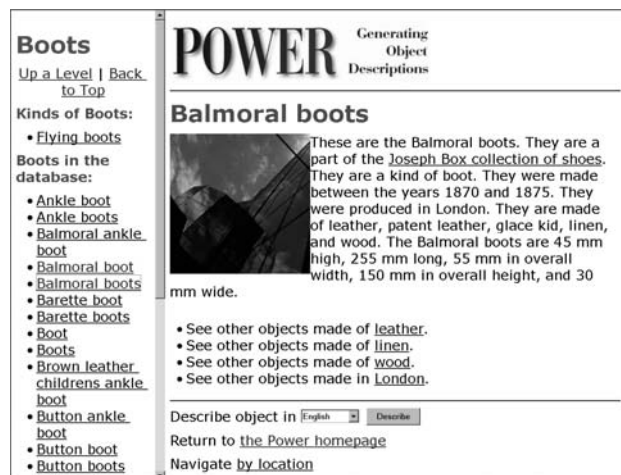 Boots
Up a Level | Back
to Top
Kinds of Boots:
• Flying boots
Boots in the
database:
• Ankle boot
• Ankle boots
• Balmoral ankle
boot
• Balmoral boot
• Balmoral boots
• Barette boot
• Barette boots
• Boot
• Boots
• Brown leather
childrens ankle
boot
• Button ankle
boot
• Button boot
• Button boots
POWER
Generating
Object
Descriptions
Balmoral boots
These are the Balmoral boots. They are a
part of the Joseph Box collection of shoes.
They are a kind of boot. They were made
between the years 1870 and 1875. They
were produced in London. They are made
of leather, patent leather, glace kid, linen,
and wood. The Balmoral boots are 45 mm
high, 255 mm long, 55 mm in overall
width, 150 mm in overall height, and 30
mm wide.
• See other objects made of leather.
• See other objects made of linen.
• See other objects made of wood.
• See other objects made in London.
Describe object in English Describe
Return to the Power homepage
Navigate by location